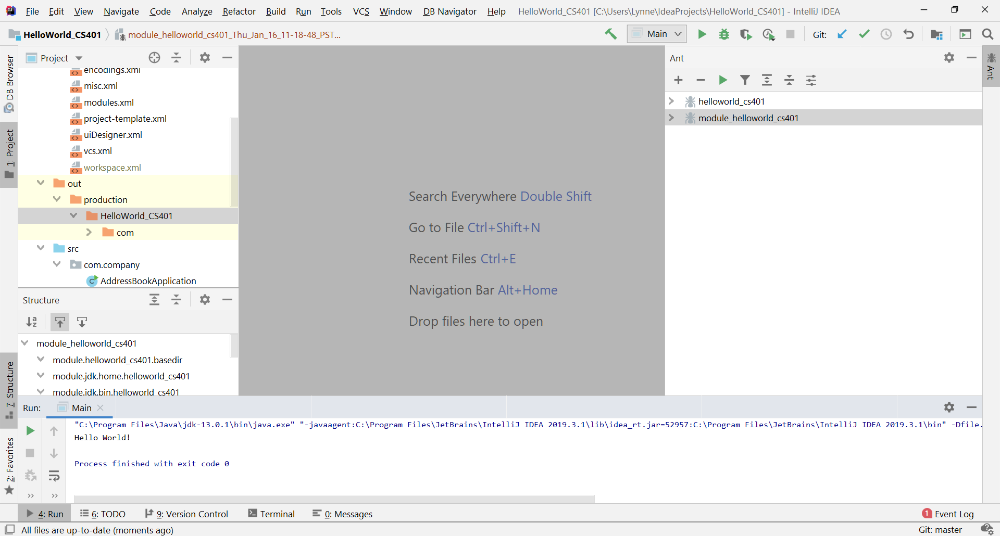 File Edit View Navigate Code Analyze Refactor Build Run Tools VCS Window DB Navigator Help HelloWorld_CS401 [C:\Users\Lynne\IdeaProjects\HelloWorld_CS401] - IntelliJ IDEA
HelloWorld_CS401 module_helloworld_cs401_Thu_Jan_16_11-18-48_PST...
Main
Git:
DB Browser
1: Project
7: Structure
2: Favorites
Project
encodings.xml
misc.xml
modules.xml
project-template.xml
uiDesigner.xml
vcs.xml
workspace.xml
out
production
HelloWorld_CS401
com
src
com.company
AddressBookApplication
Structure
module_helloworld_cs401
module.helloworld_cs401.basedir
module.jdk.home.helloworld_cs401
module.jdk.bin.helloworld_cs401
Search Everywhere Double Shift
Go to File Ctrl+Shift+N
Recent Files Ctrl+E
Navigation Bar Alt+Home
Drop files here to open
Ant
helloworld_cs401
module_helloworld_cs401
Ant
Run: Main
"C:\Program Files\Java\jdk-13.0.1\bin\java.exe" "-javaagent:C:\Program Files\JetBrains\IntelliJ IDEA 2019.3.1\lib\idea_rt.jar=52957:C:\Program Files\JetBrains\IntelliJ IDEA 2019.3.1\bin" -Dfile.
Hello World!
Process finished with exit code 0
4: Run 6: TODO 9: Version Control Terminal 0: Messages 1 Event Log
All files are up-to-date (moments ago) Git: master